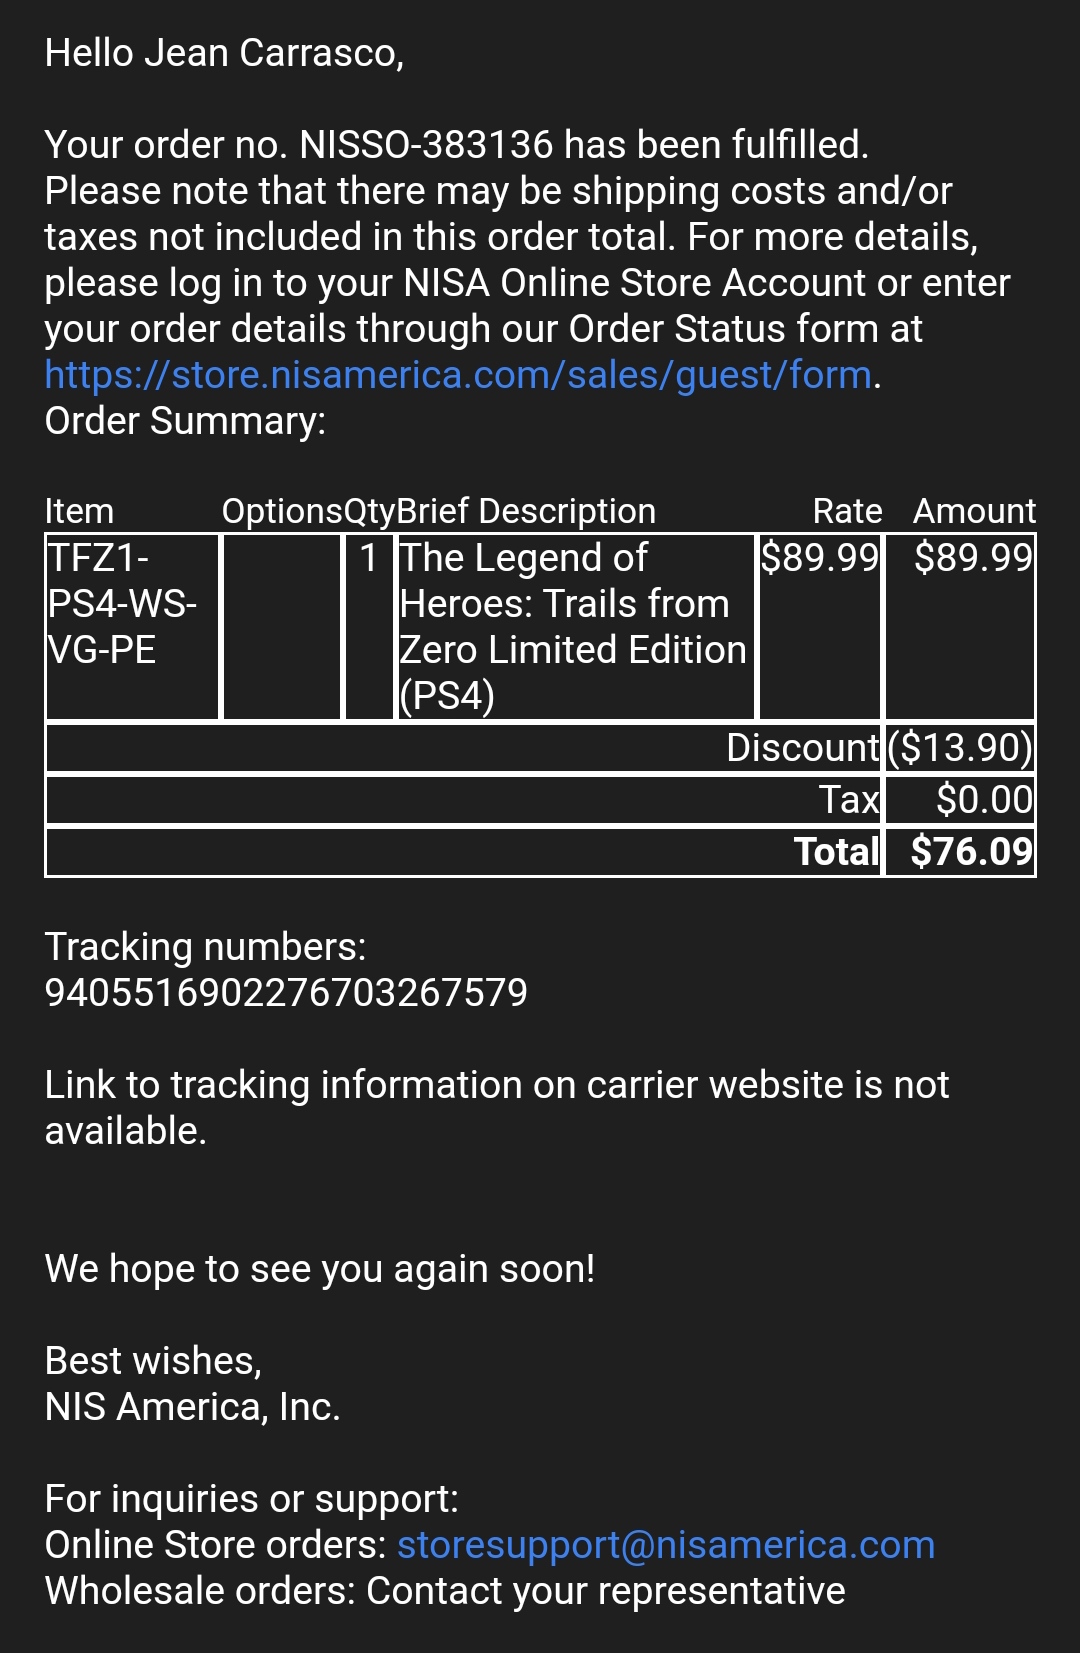 Hello Jean Carrasco,
Your order no. NISSO-383136 has been fulfilled.
Please note that there may be shipping costs and/or
taxes not included in this order total. For more details,
please log in to your NISA Online Store Account or enter
your order details through our Order Status form at
https://store.nisamerica.com/sales/guest/form.
Order Summary:
Item Options Qty Brief Description Rate Amount
TFZ1- 1 The Legend of $89.99 $89.99
PS4-WS- Heroes: Trails from
VG-PE Zero Limited Edition
(PS4)
Discount ($13.90)
Tax $0.00
Total $76.09
Tracking numbers:
9405516902276703267579
Link to tracking information on carrier website is not
available.
We hope to see you again soon!
Best wishes,
NIS America, Inc.
For inquiries or support:
Online Store orders: storesupport@nisamerica.com
Wholesale orders: Contact your representative